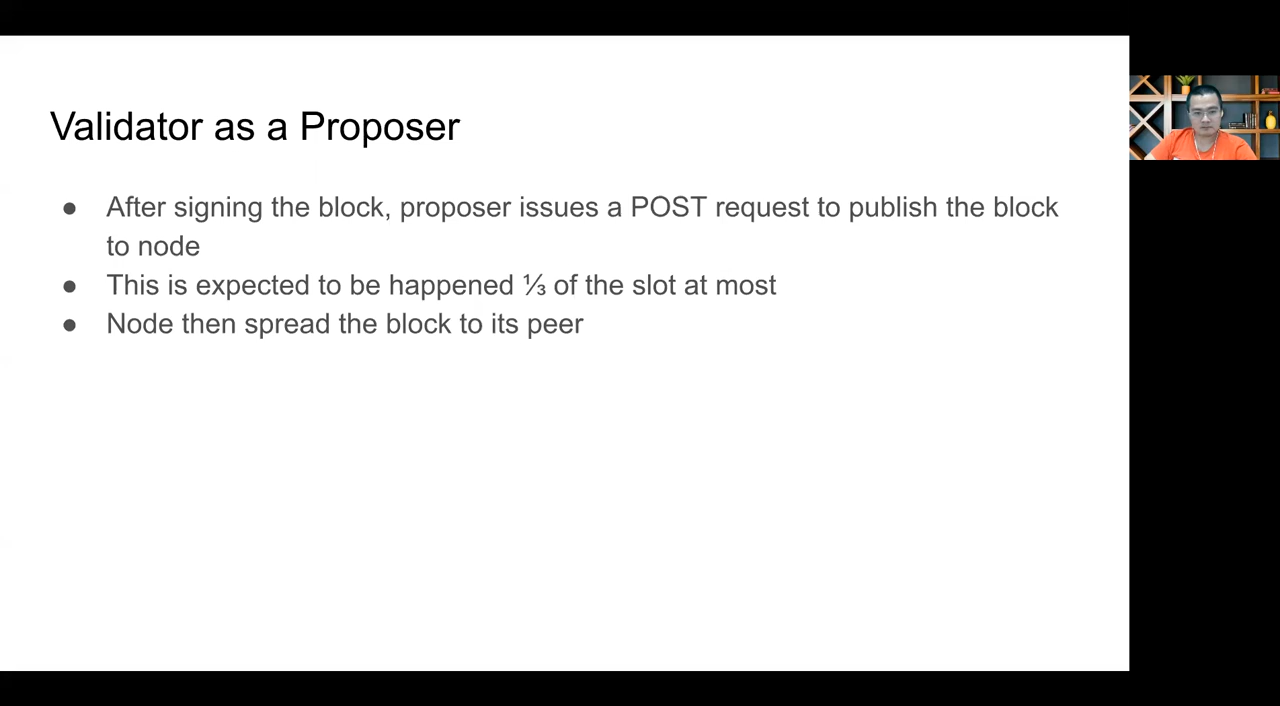 Validator as a Proposer
● After signing the block, proposer issues a POST request to publish the block
to node
● This is expected to be happened ⅓ of the slot at most
● Node then spread the block to its peer